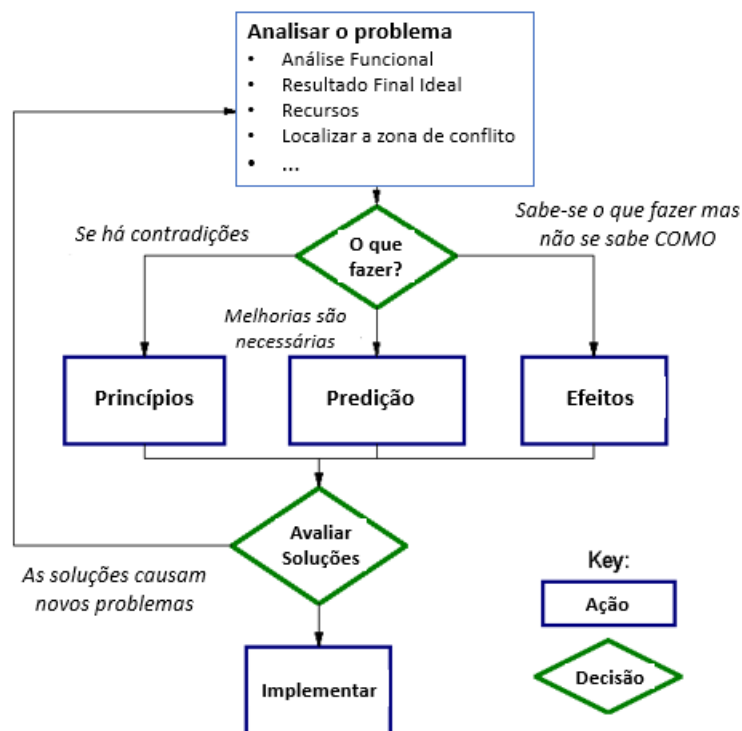 Analisar o problema
• Análise Funcional
• Resultado Final Ideal
• Recursos
• Localizar a zona de conflito
• ...
Se há contradições
O que
fazer?
Sabe-se o que fazer mas
não se sabe COMO
Melhorias são
necessárias
Princípios
Predição
Efeitos
Avaliar
Soluções
As soluções causam
novos problemas
Implementar
Key:
Ação
Decisão